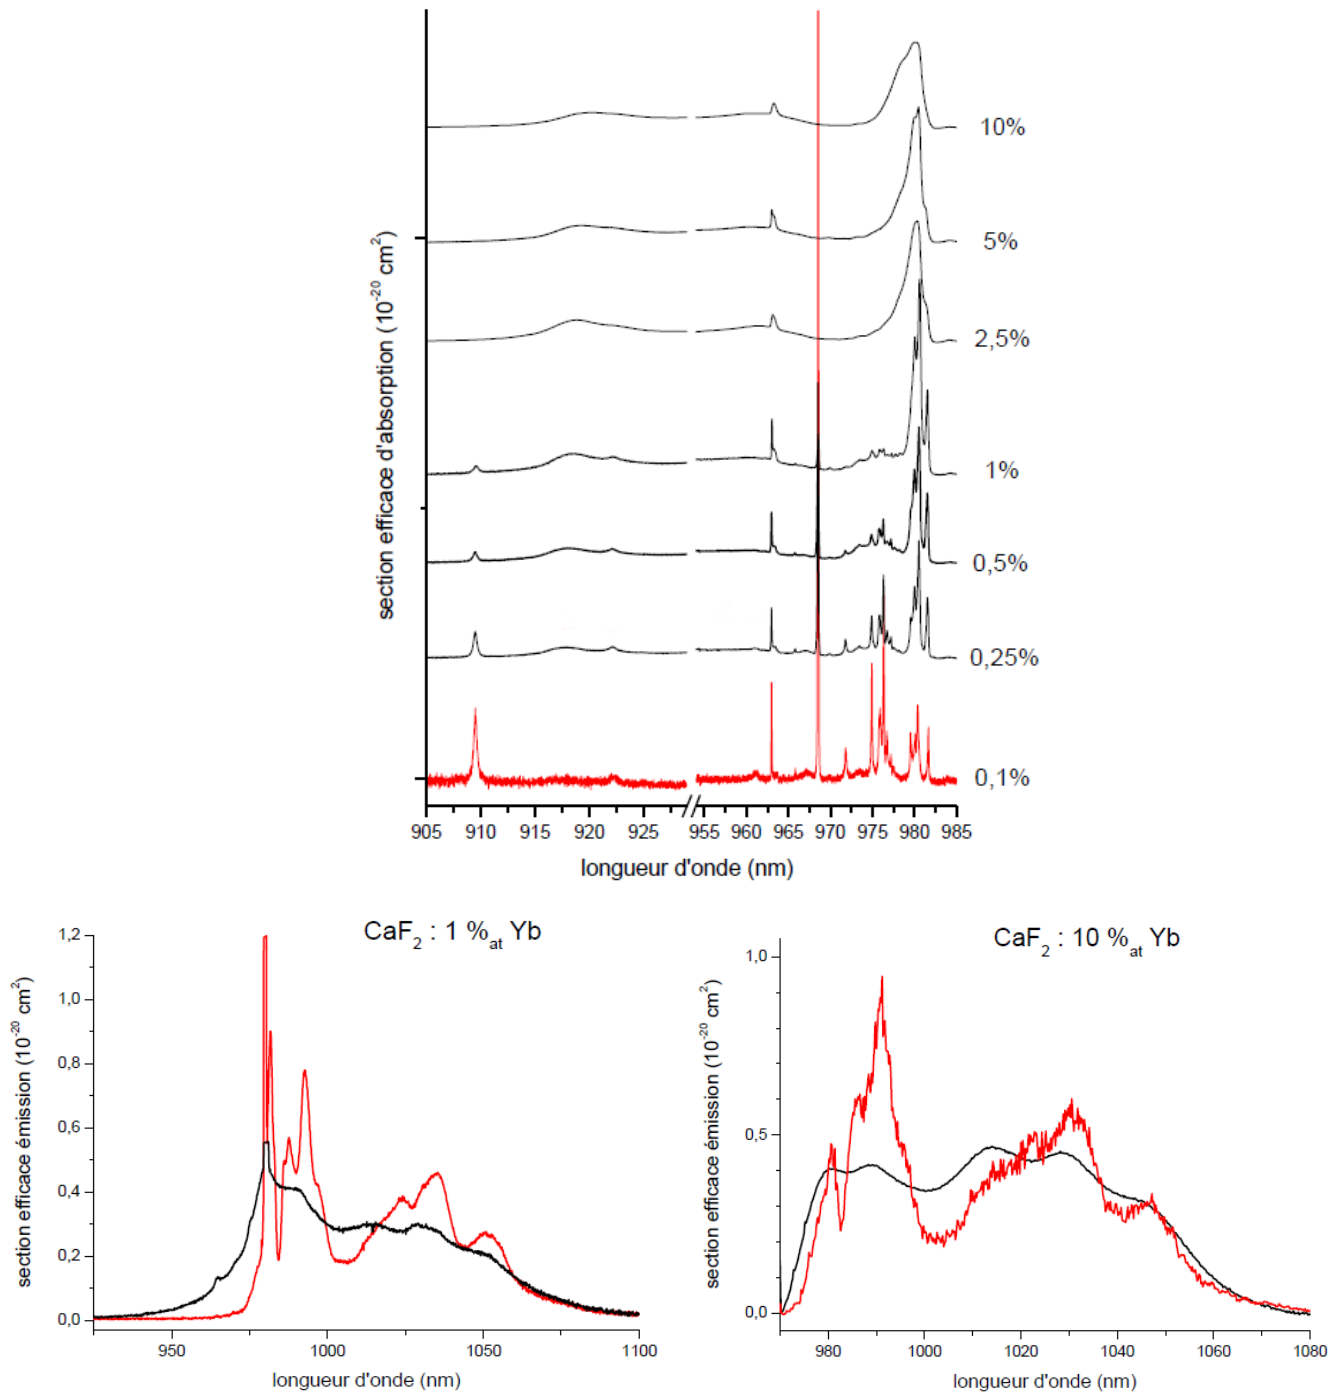 section efficace d'absorption (10⁻²⁰ cm²)
10%
5%
2,5%
1%
0,5%
0,25%
0,1%
905 910 915 920 925 955 960 965 970 975 980 985
longueur d'onde (nm)
CaF₂ : 1 %ₐₜ Yb
section efficace émission (10⁻²⁰ cm²)
1,2
1,0
0,8
0,6
0,4
0,2
0,0
950 1000 1050 1100
longueur d'onde (nm)
CaF₂ : 10 %ₐₜ Yb
section efficace émission (10⁻²⁰ cm²)
1,0
0,5
0,0
980 1000 1020 1040 1060 1080
longueur d'onde (nm)